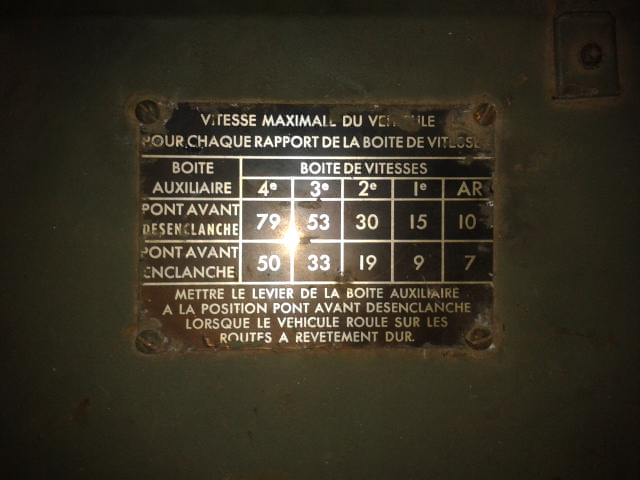 VITESSE MAXIMALE DU VEHICULE
POUR CHAQUE RAPPORT DE LA BOITE DE VITESSE
BOITE AUXILIAIRE BOITE DE VITESSES
4e 3e 2e 1e AR
PONT AVANT DESENCLANCHE 79 53 30 15 10
PONT AVANT ENCLANCHE 50 33 19 9 7
METTRE LE LEVIER DE LA BOITE AUXILIAIRE
A LA POSITION PONT AVANT DESENCLANCHE
LORSQUE LE VEHICULE ROULE SUR LES
ROUTES A REVETEMENT DUR.